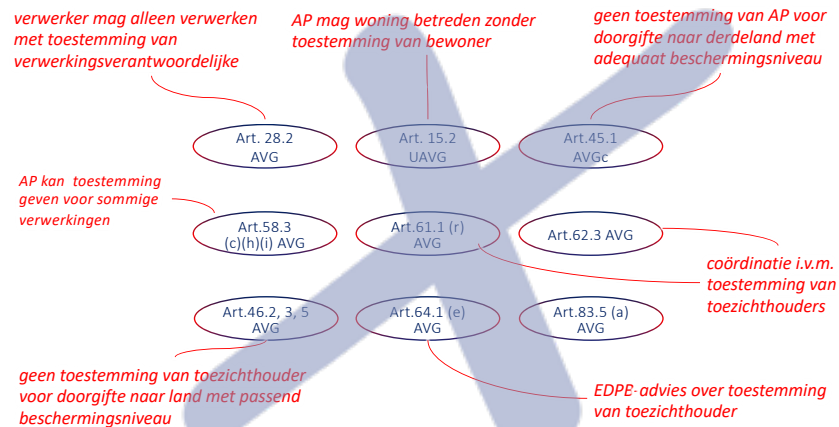 verwerker mag alleen verwerken
met toestemming van
verwerkingsverantwoordelijke
AP mag woning betreden zonder
toestemming van bewoner
geen toestemming van AP voor
doorgifte naar derdeland met
adequaat beschermingsniveau
Art. 28.2
AVG
Art. 15.2
UAVG
Art.45.1
AVGc
AP kan toestemming
geven voor sommige
verwerkingen
Art.58.3
(c)(h)(i) AVG
Art.61.1 (r)
AVG
Art.62.3 AVG
coördinatie i.v.m.
toestemming van
toezichthouders
Art.46.2, 3, 5
AVG
Art.64.1 (e)
AVG
Art.83.5 (a)
AVG
geen toestemming van toezichthouder
voor doorgifte naar land met passend
beschermingsniveau
EDPB-advies over toestemming
van toezichthouder